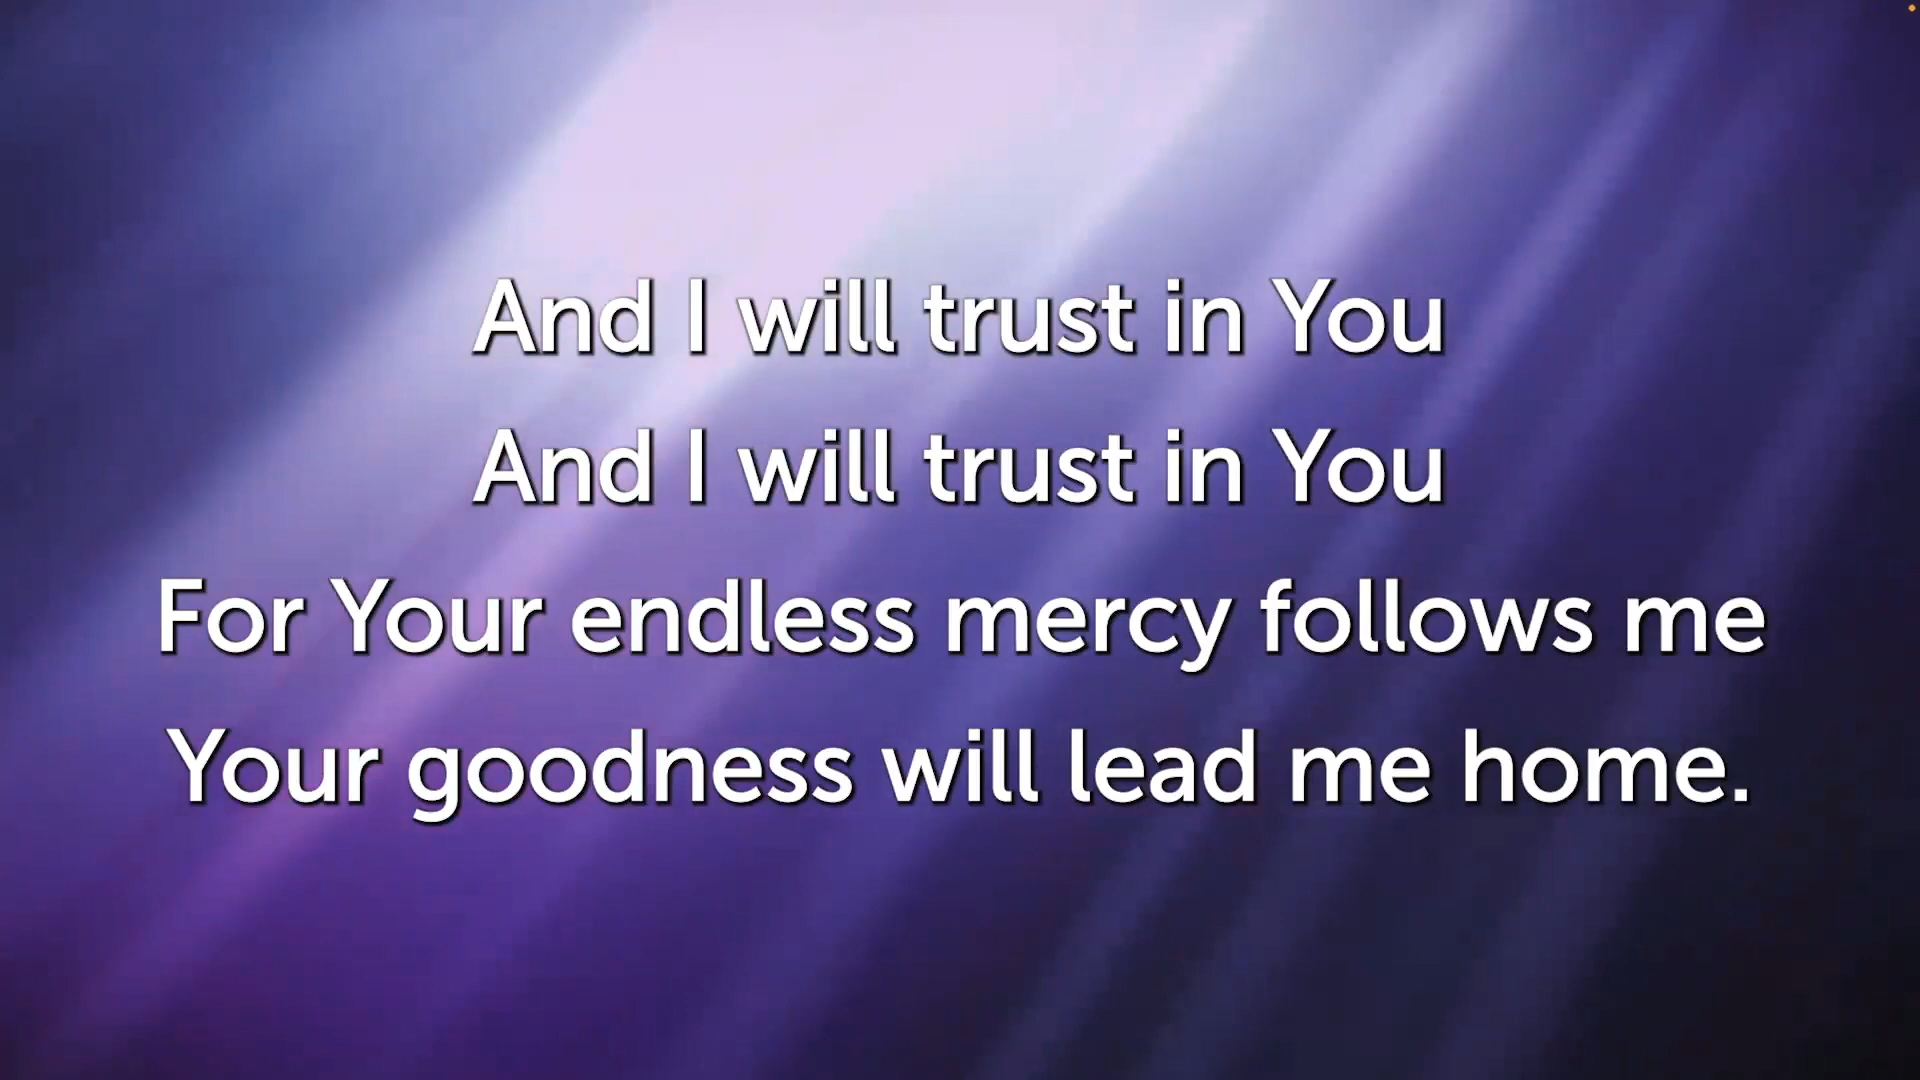 And I will trust in You
And I will trust in You
For Your endless mercy follows me
Your goodness will lead me home.